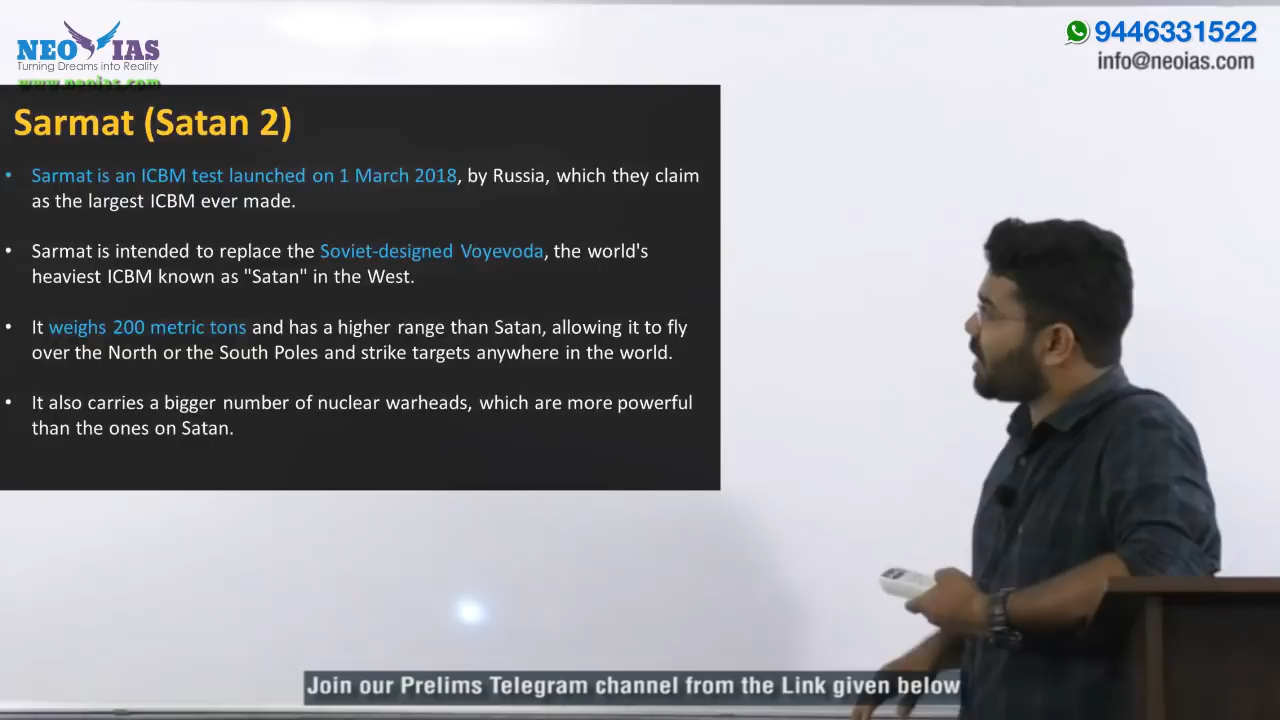 NEO IAS
Turning Dreams into Reality
www.neoias.com
9446331522
info@neoias.com
Sarmat (Satan 2)
• Sarmat is an ICBM test launched on 1 March 2018, by Russia, which they claim
as the largest ICBM ever made.
• Sarmat is intended to replace the Soviet-designed Voyevoda, the world's
heaviest ICBM known as "Satan" in the West.
• It weighs 200 metric tons and has a higher range than Satan, allowing it to fly
over the North or the South Poles and strike targets anywhere in the world.
• It also carries a bigger number of nuclear warheads, which are more powerful
than the ones on Satan.
Join our Prelims Telegram channel from the Link given below